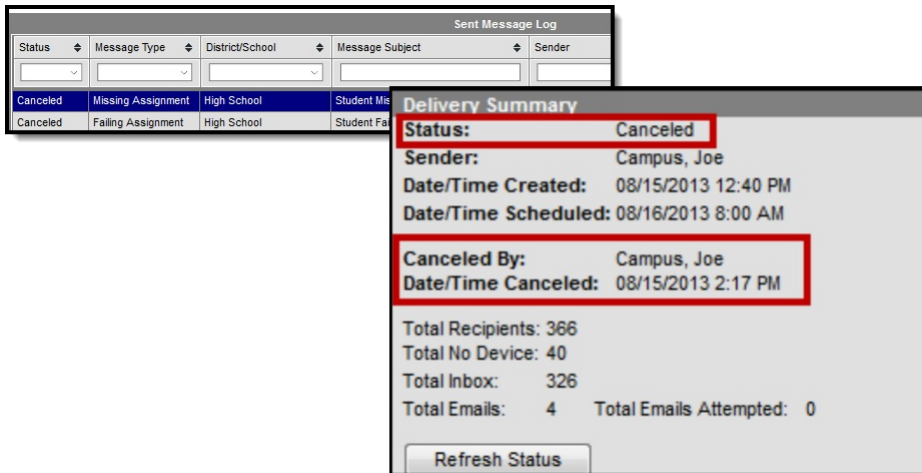 Sent Message Log
Status Message Type District/School Message Subject Sender
Canceled Missing Assignment High School Student Mis
Canceled Failing Assignment High School Student Fai
Delivery Summary
Status: Canceled
Sender: Campus, Joe
Date/Time Created: 08/15/2013 12:40 PM
Date/Time Scheduled: 08/16/2013 8:00 AM
Canceled By: Campus, Joe
Date/Time Canceled: 08/15/2013 2:17 PM
Total Recipients: 366
Total No Device: 40
Total Inbox: 326
Total Emails: 4 Total Emails Attempted: 0
Refresh Status